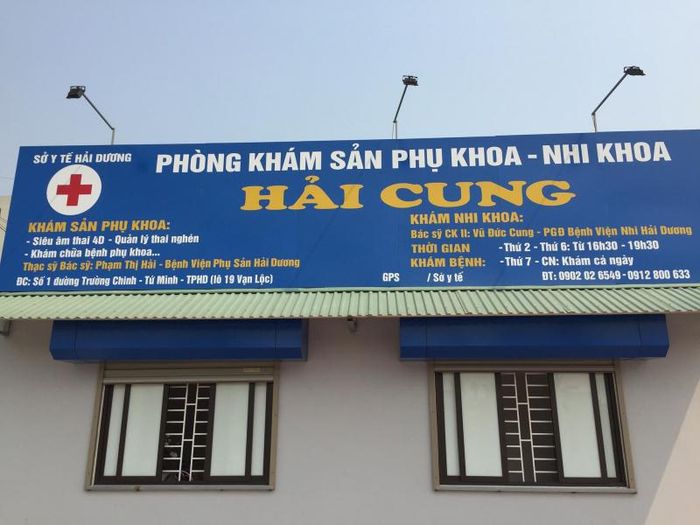 SỞ Y TẾ HẢI DƯƠNG
PHÒNG KHÁM SẢN PHỤ KHOA - NHI KHOA
HẢI CUNG
KHÁM SẢN PHỤ KHOA:
- Siêu âm thai 4D - Quản lý thai nghén
- Khám chữa bệnh phụ khoa...
Thạc sỹ Bác sỹ: Phạm Thị Hải - Bệnh Viện Phụ Sản Hải Dương
ĐC: Số 1 đường Trường Chinh - Tứ Minh - TPHD (lô 19 Vạn Lộc)
KHÁM NHI KHOA:
Bác sỹ CK II: Vũ Đức Cung - PGĐ Bệnh Viện Nhi Hải Dương
THỜI GIAN - Thứ 2 - Thứ 6: Từ 16h30 - 19h30
KHÁM BỆNH: - Thứ 7 - CN: Khám cả ngày
GPS / Sở y tế ĐT: 0902 02 6549 - 0912 800 633